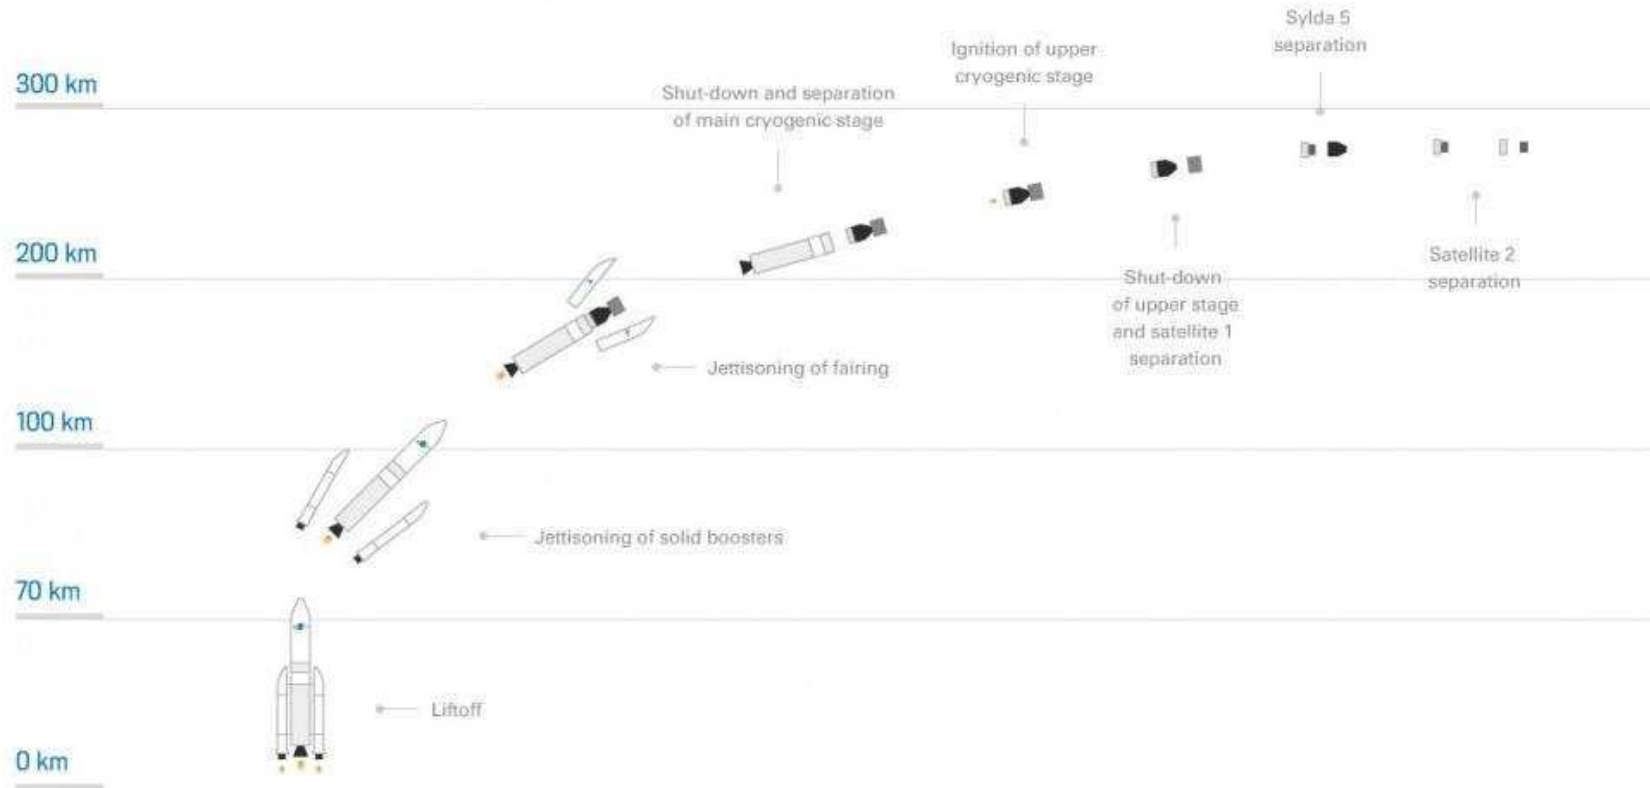 Sylda 5
separation
Ignition of upper
cryogenic stage
300 km
Shut-down and separation
of main cryogenic stage
200 km
Satellite 2
separation
Shut-down
of upper stage
and satellite 1
separation
Jettisoning of fairing
100 km
Jettisoning of solid boosters
70 km
Liftoff
0 km